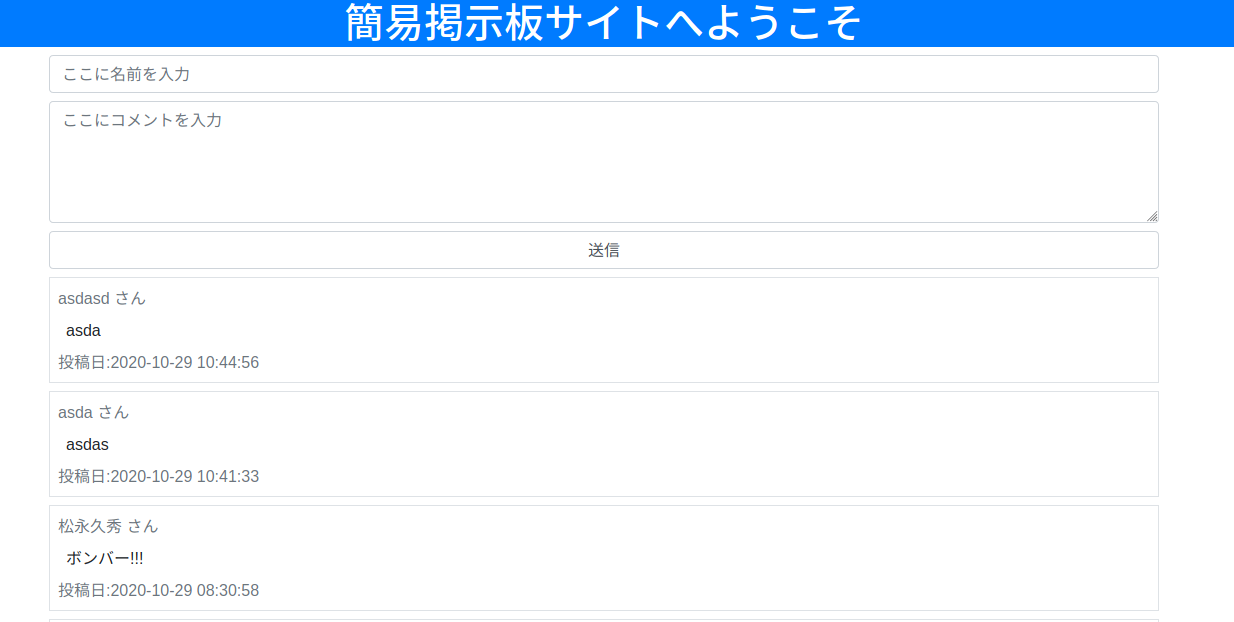 簡易掲示板サイトへようこそ
ここに名前を入力
ここにコメントを入力
送信
asdasd さん
asda
投稿日:2020-10-29 10:44:56
asda さん
asdas
投稿日:2020-10-29 10:41:33
松永久秀 さん
ボンバー!!!
投稿日:2020-10-29 08:30:58